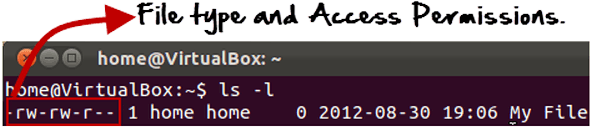 File type and Access Permissions.
home@VirtualBox: ~
home@VirtualBox:~$ ls -l
-rw-rw-r-- 1 home home 0 2012-08-30 19:06 My File